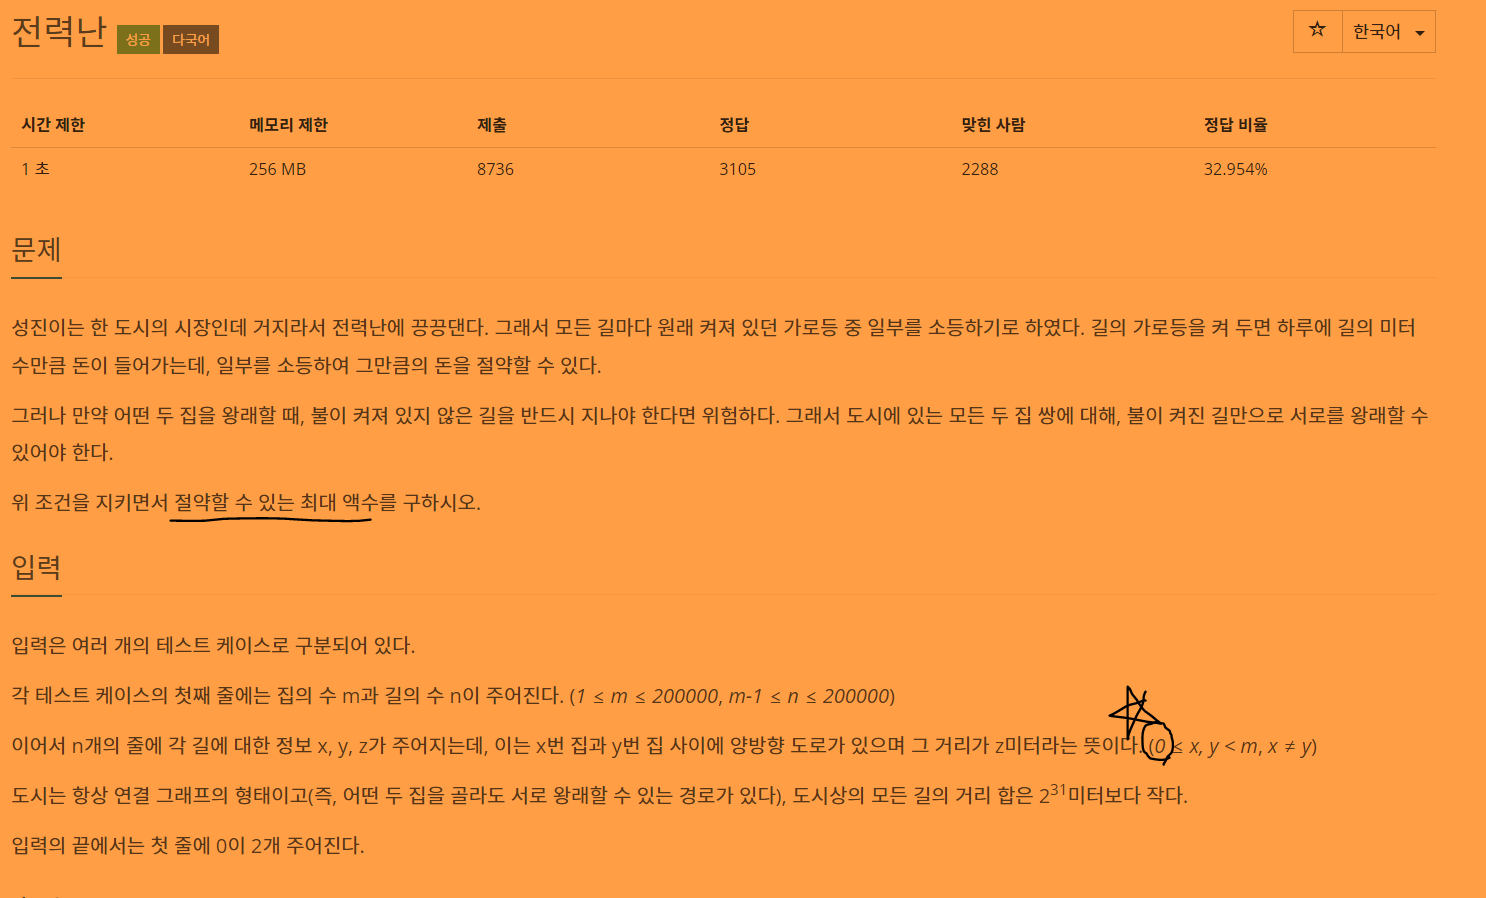 전력난 성공 다국어 ☆ 한국어
시간 제한 메모리 제한 제출 정답 맞힌 사람 정답 비율
1 초 256 MB 8736 3105 2288 32.954%
문제
성진이는 한 도시의 시장인데 거지라서 전력난에 끙끙댄다. 그래서 모든 길마다 원래 켜져 있던 가로등 중 일부를 소등하기로 하였다. 길의 가로등을 켜 두면 하루에 길의 미터
수만큼 돈이 들어가는데, 일부를 소등하여 그만큼의 돈을 절약할 수 있다.
그러나 만약 어떤 두 집을 왕래할 때, 불이 켜져 있지 않은 길을 반드시 지나야 한다면 위험하다. 그래서 도시에 있는 모든 두 집 쌍에 대해, 불이 켜진 길만으로 서로를 왕래할 수
있어야 한다.
위 조건을 지키면서 절약할 수 있는 최대 액수를 구하시오.
입력
입력은 여러 개의 테스트 케이스로 구분되어 있다.
각 테스트 케이스의 첫째 줄에는 집의 수 m과 길의 수 n이 주어진다. (1 ≤ m ≤ 200000, m-1 ≤ n ≤ 200000)
이어서 n개의 줄에 각 길에 대한 정보 x, y, z가 주어지는데, 이는 x번 집과 y번 집 사이에 양방향 도로가 있으며 그 거리가 z미터라는 뜻이다. (0 ≤ x, y < m, x ≠ y)
도시는 항상 연결 그래프의 형태이고(즉, 어떤 두 집을 골라도 서로 왕래할 수 있는 경로가 있다), 도시상의 모든 길의 거리 합은 2^31미터보다 작다.
입력의 끝에서는 첫 줄에 0이 2개 주어진다.